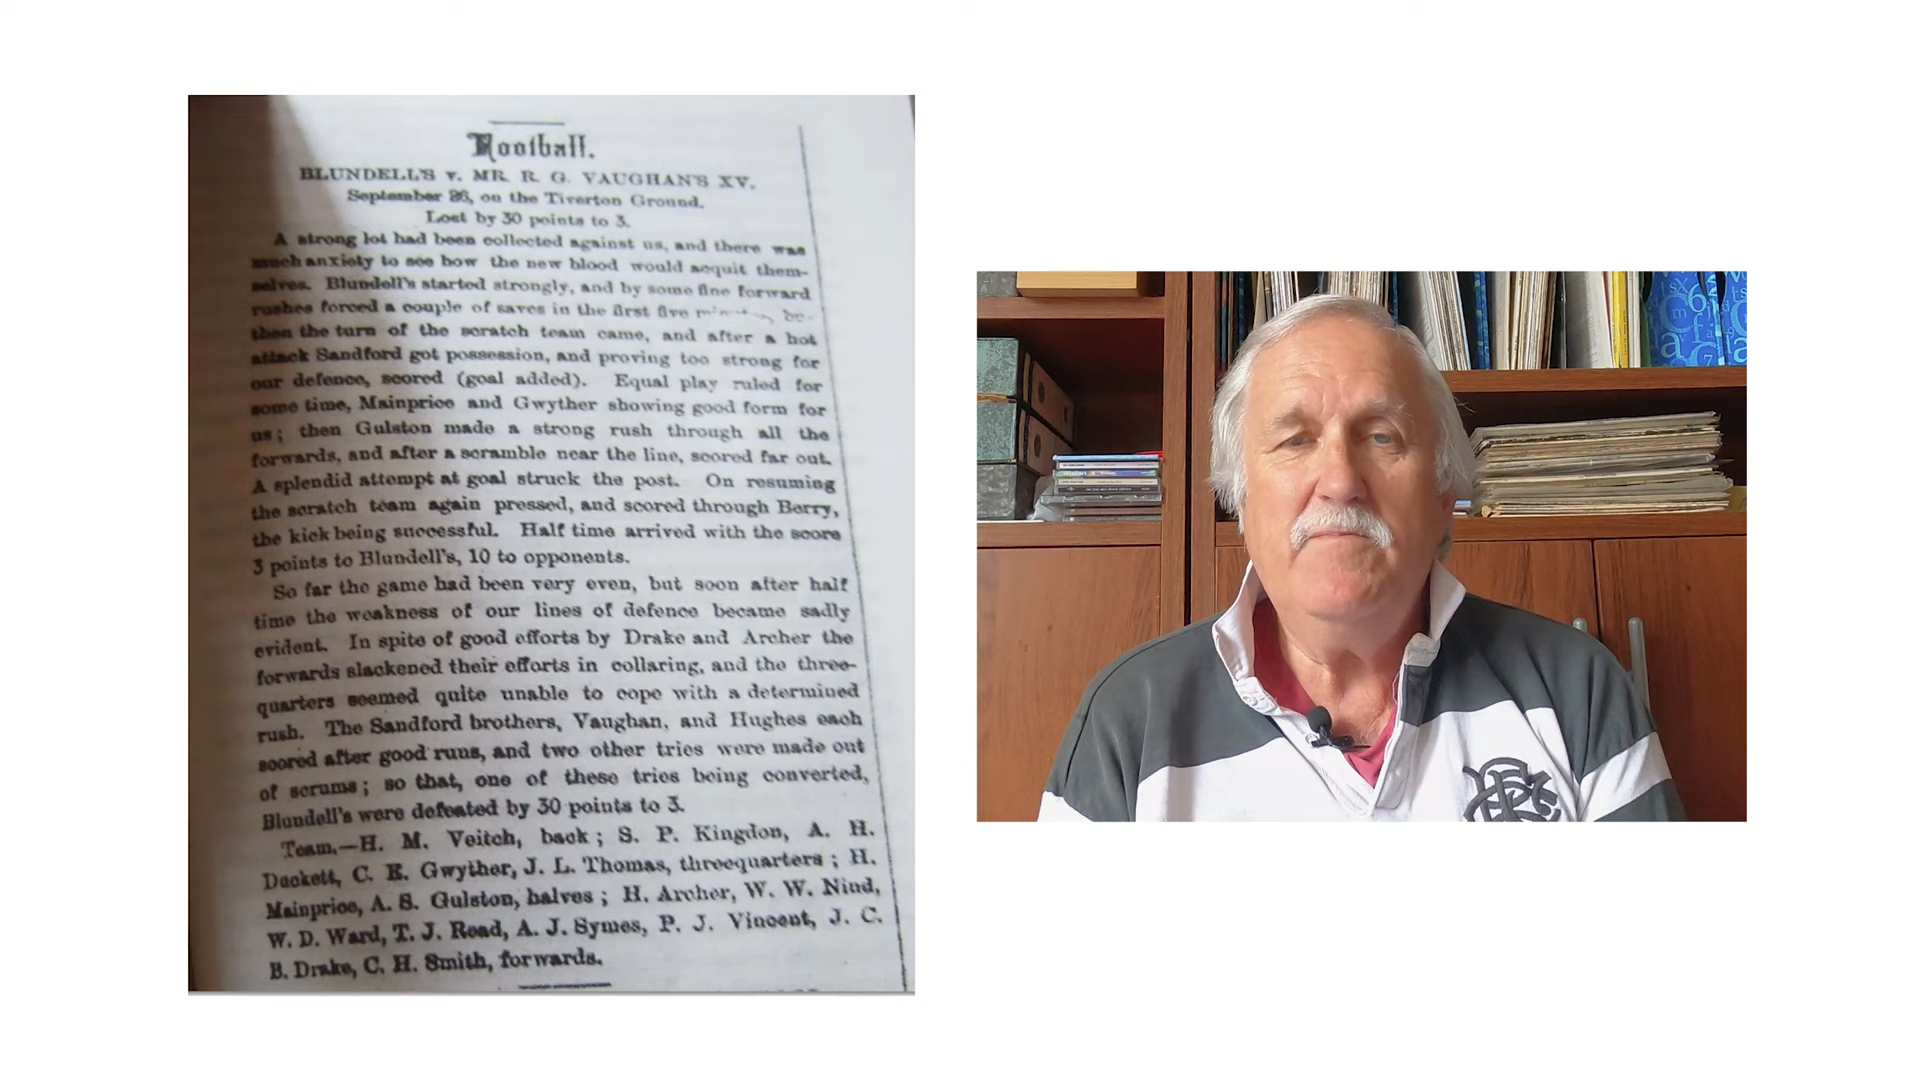 Football.
BLUNDELL'S v. MR. R. G. VAUGHAN'S XV.
September 26, on the Tiverton Ground.
Lost by 30 points to 3.
A strong lot had been collected against us, and there was
much anxiety to see how the new blood would acquit them-
selves. Blundell's started strongly, and by some fine forward
rushes forced a couple of saves in the first five
then the turn of the scratch team came, and after a hot
attack Sandford got possession, and proving too strong for
our defence, scored (goal added). Equal play ruled for
some time, Mainprice and Gwyther showing good form for
us; then Gulston made a strong rush through all the
forwards, and after a scramble near the line, scored far out.
A splendid attempt at goal struck the post. On resuming
the scratch team again pressed, and scored through Berry,
the kick being successful. Half time arrived with the score
3 points to Blundell's, 10 to opponents.
So far the game had been very even, but soon after half
time the weakness of our lines of defence became sadly
evident. In spite of good efforts by Drake and Archer the
forwards slackened their efforts in collaring, and the three-
quarters seemed quite unable to cope with a determined
rush. The Sandford brothers, Vaughan, and Hughes each
scored after good runs, and two other tries were made out
of scrums; so that, one of these tries being converted,
Blundell's were defeated by 30 points to 3.
Team.—H. M. Veitch, back; S. P. Kingdon, A. H.
Duckett, C. E. Gwyther, J. L. Thomas, threequarters; H.
Mainprice, A. S. Gulston, halves; H. Archer, W. W. Nind,
W. D. Ward, T. J. Read, A. J. Symes, P. J. Vincent, J. C.
B. Drake, C. H. Smith, forwards.